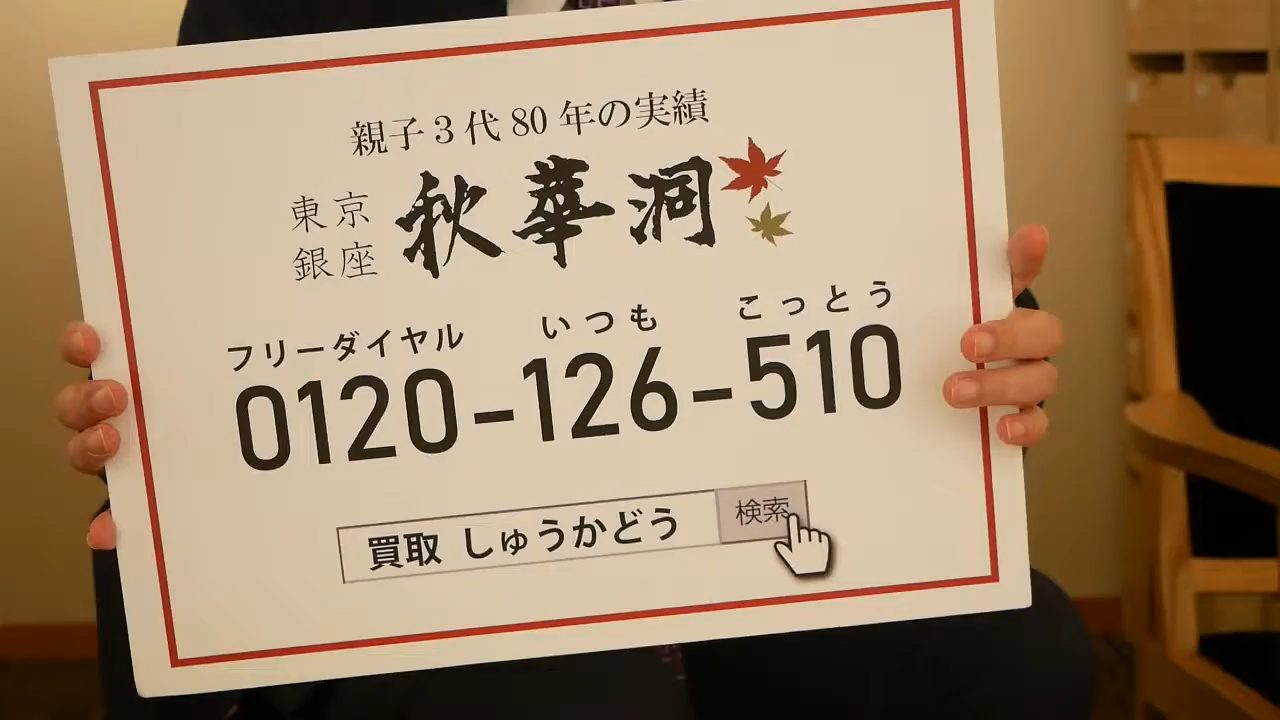 親子3代80年の実績
東京
銀座
秋華洞
フリーダイヤル いつも こっとう
0120-126-510
買取 しゅうかどう 検索